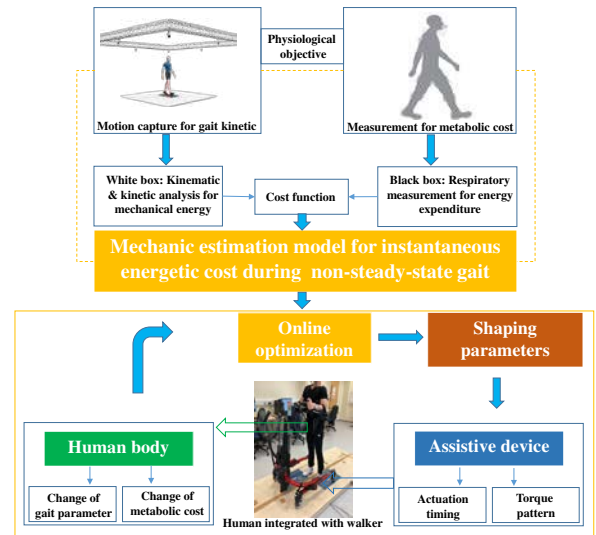 Physiological
objective
Motion capture for gait kinetic
Measurement for metabolic cost
White box: Kinematic
& kinetic analysis for
mechanical energy
Cost function
Black box: Respiratory
measurement for energy
expenditure
Mechanic estimation model for instantaneous
energetic cost during non-steady-state gait
Online
optimization
Shaping
parameters
Human body
Change of
gait parameter
Change of
metabolic cost
Human integrated with walker
Assistive device
Actuation
timing
Torque
pattern